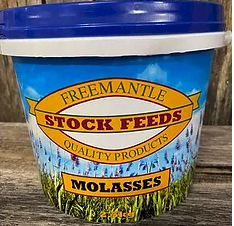 FREEMANTLE
STOCK FEEDS
QUALITY PRODUCTS
MOLASSES